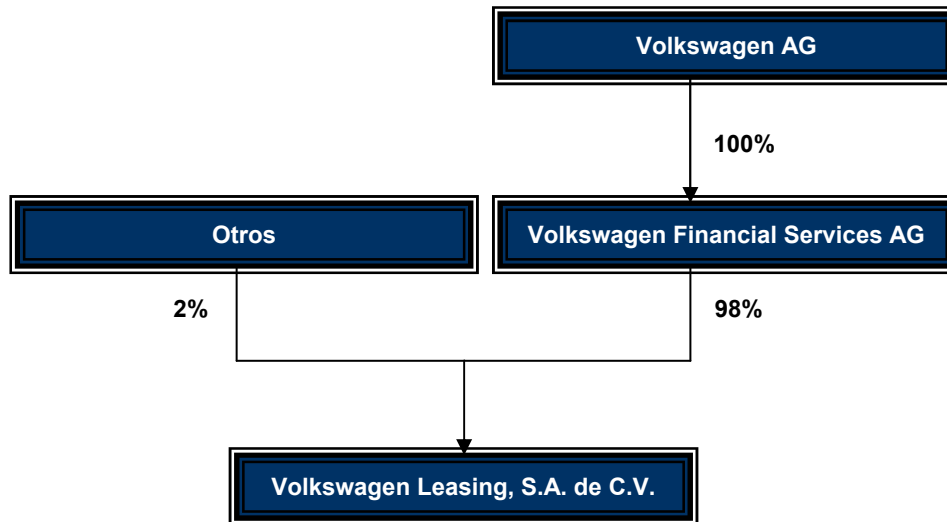 Volkswagen AG
100%
Otros
Volkswagen Financial Services AG
2%
98%
Volkswagen Leasing, S.A. de C.V.